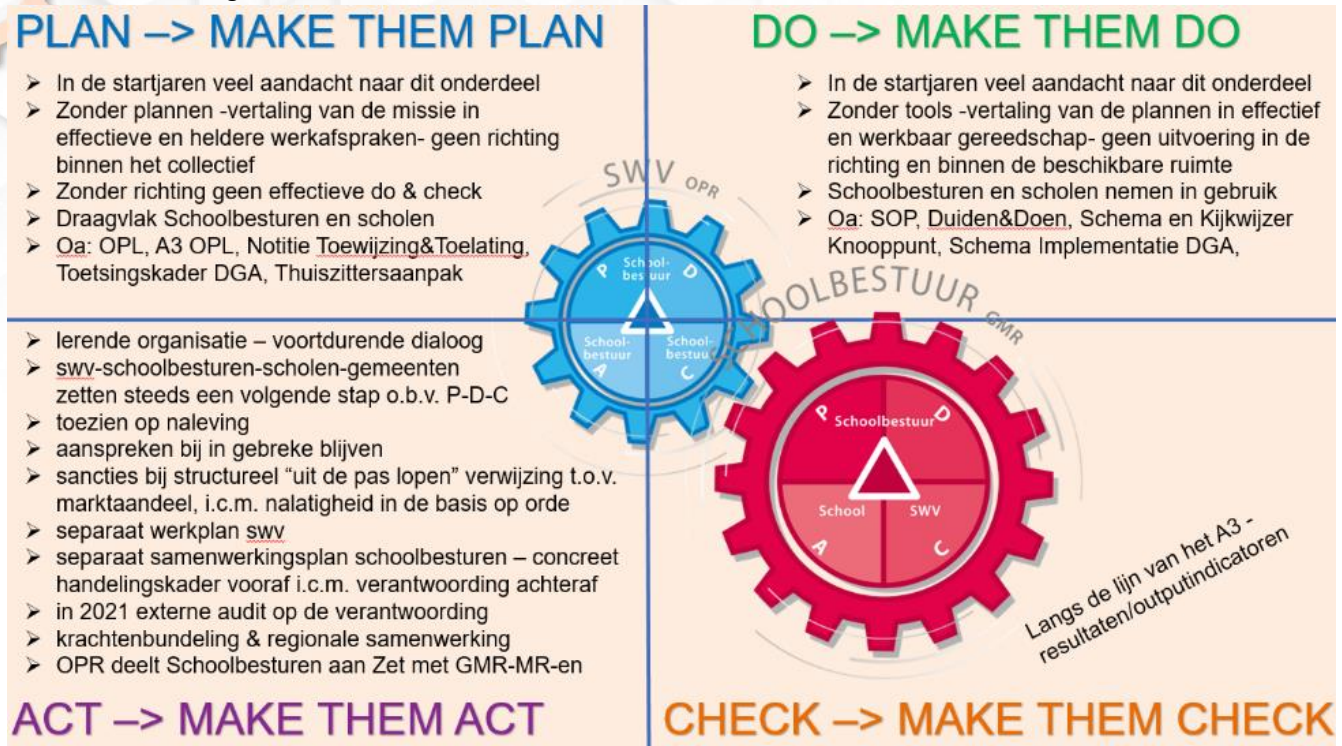 PLAN –> MAKE THEM PLAN
➢ In de startjaren veel aandacht naar dit onderdeel
➢ Zonder plannen -vertaling van de missie in
effectieve en heldere werkafspraken- geen richting
binnen het collectief
➢ Zonder richting geen effectieve do & check
➢ Draagvlak Schoolbesturen en scholen
➢ Oa: OPL, A3 OPL, Notitie Toewijzing&Toelating,
Toetsingskader DGA, Thuiszittersaanpak
DO –> MAKE THEM DO
➢ In de startjaren veel aandacht naar dit onderdeel
➢ Zonder tools -vertaling van de plannen in effectief
en werkbaar gereedschap- geen uitvoering in de
richting en binnen de beschikbare ruimte
➢ Schoolbesturen en scholen nemen in gebruik
➢ Oa: SOP, Duiden&Doen, Schema en Kijkwijzer
Knooppunt, Schema Implementatie DGA,
SWV OPR
P
D
School-
bestuur
School-
bestuur
School-
bestuur
A
C
SCHOOLBESTUUR GMR
P
D
Schoolbestuur
School
SWV
A
C
➢ lerende organisatie – voortdurende dialoog
➢ swv-schoolbesturen-scholen-gemeenten
zetten steeds een volgende stap o.b.v. P-D-C
➢ toezien op naleving
➢ aanspreken bij in gebreke blijven
➢ sancties bij structureel “uit de pas lopen” verwijzing t.o.v.
marktaandeel, i.c.m. nalatigheid in de basis op orde
➢ separaat werkplan swv
➢ separaat samenwerkingsplan schoolbesturen – concreet
handelingskader vooraf i.c.m. verantwoording achteraf
➢ in 2021 externe audit op de verantwoording
➢ krachtenbundeling & regionale samenwerking
➢ OPR deelt Schoolbesturen aan Zet met GMR-MR-en
ACT –> MAKE THEM ACT
Langs de lijn van het A3 -
resultaten/outputindicatoren
CHECK –> MAKE THEM CHECK